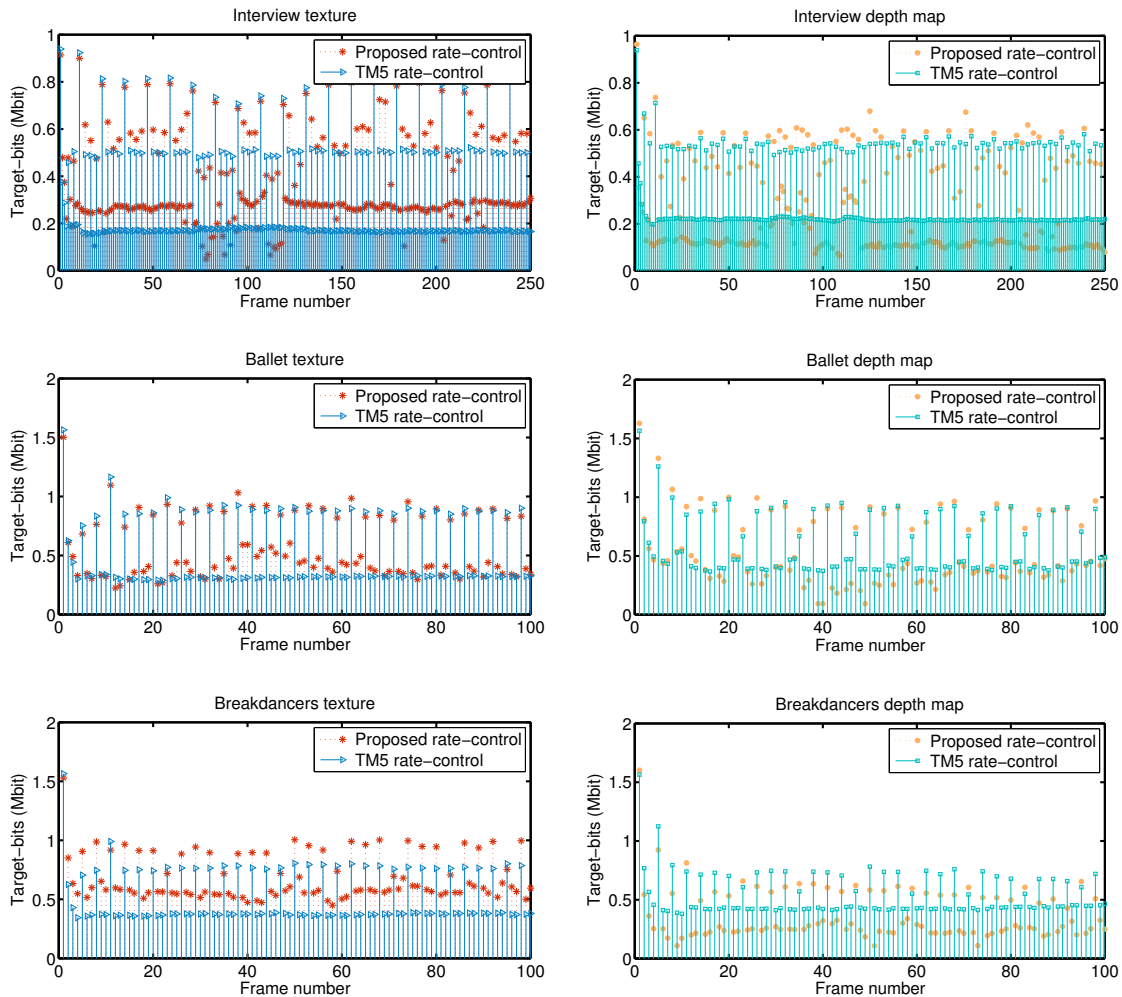 Interview texture
Target−bits (Mbit)
1
0.8
0.6
0.4
0.2
0
0
50
100
150
200
250
Frame number
Proposed rate−control
TM5 rate−control
Interview depth map
Target−bits (Mbit)
1
0.8
0.6
0.4
0.2
0
0
50
100
150
200
250
Frame number
Proposed rate−control
TM5 rate−control
Ballet texture
Target−bits (Mbit)
2
1.5
1
0.5
0
0
20
40
60
80
100
Frame number
Proposed rate−control
TM5 rate−control
Ballet depth map
Target−bits (Mbit)
2
1.5
1
0.5
0
0
20
40
60
80
100
Frame number
Proposed rate−control
TM5 rate−control
Breakdancers texture
Target−bits (Mbit)
2
1.5
1
0.5
0
0
20
40
60
80
100
Frame number
Proposed rate−control
TM5 rate−control
Breakdancers depth map
Target−bits (Mbit)
2
1.5
1
0.5
0
0
20
40
60
80
100
Frame number
Proposed rate−control
TM5 rate−control